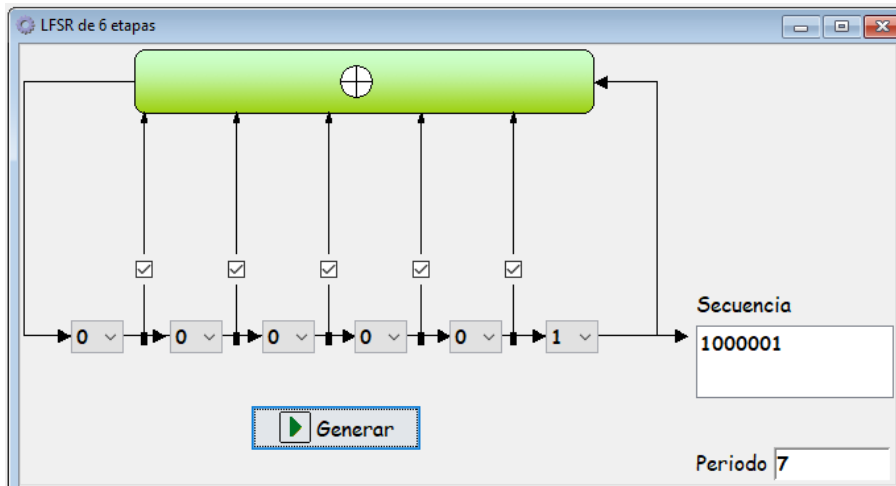 LFSR de 6 etapas
0 0 0 0 0 1
Secuencia
1000001
Generar
Periodo 7